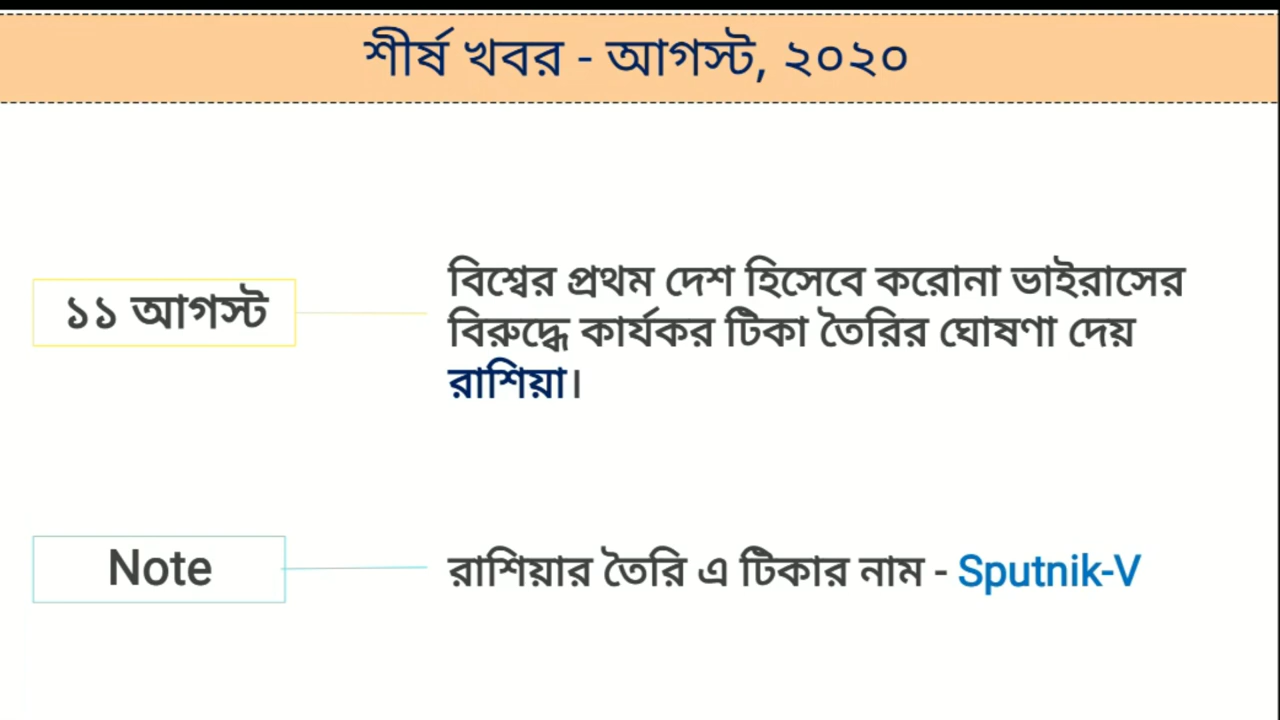 শীর্ষ খবর - আগস্ট, ২০২০
১১ আগস্ট
বিশ্বের প্রথম দেশ হিসেবে করোনা ভাইরাসের
বিরুদ্ধে কার্যকর টিকা তৈরির ঘোষণা দেয়
রাশিয়া।
Note
রাশিয়ার তৈরি এ টিকার নাম - Sputnik-V